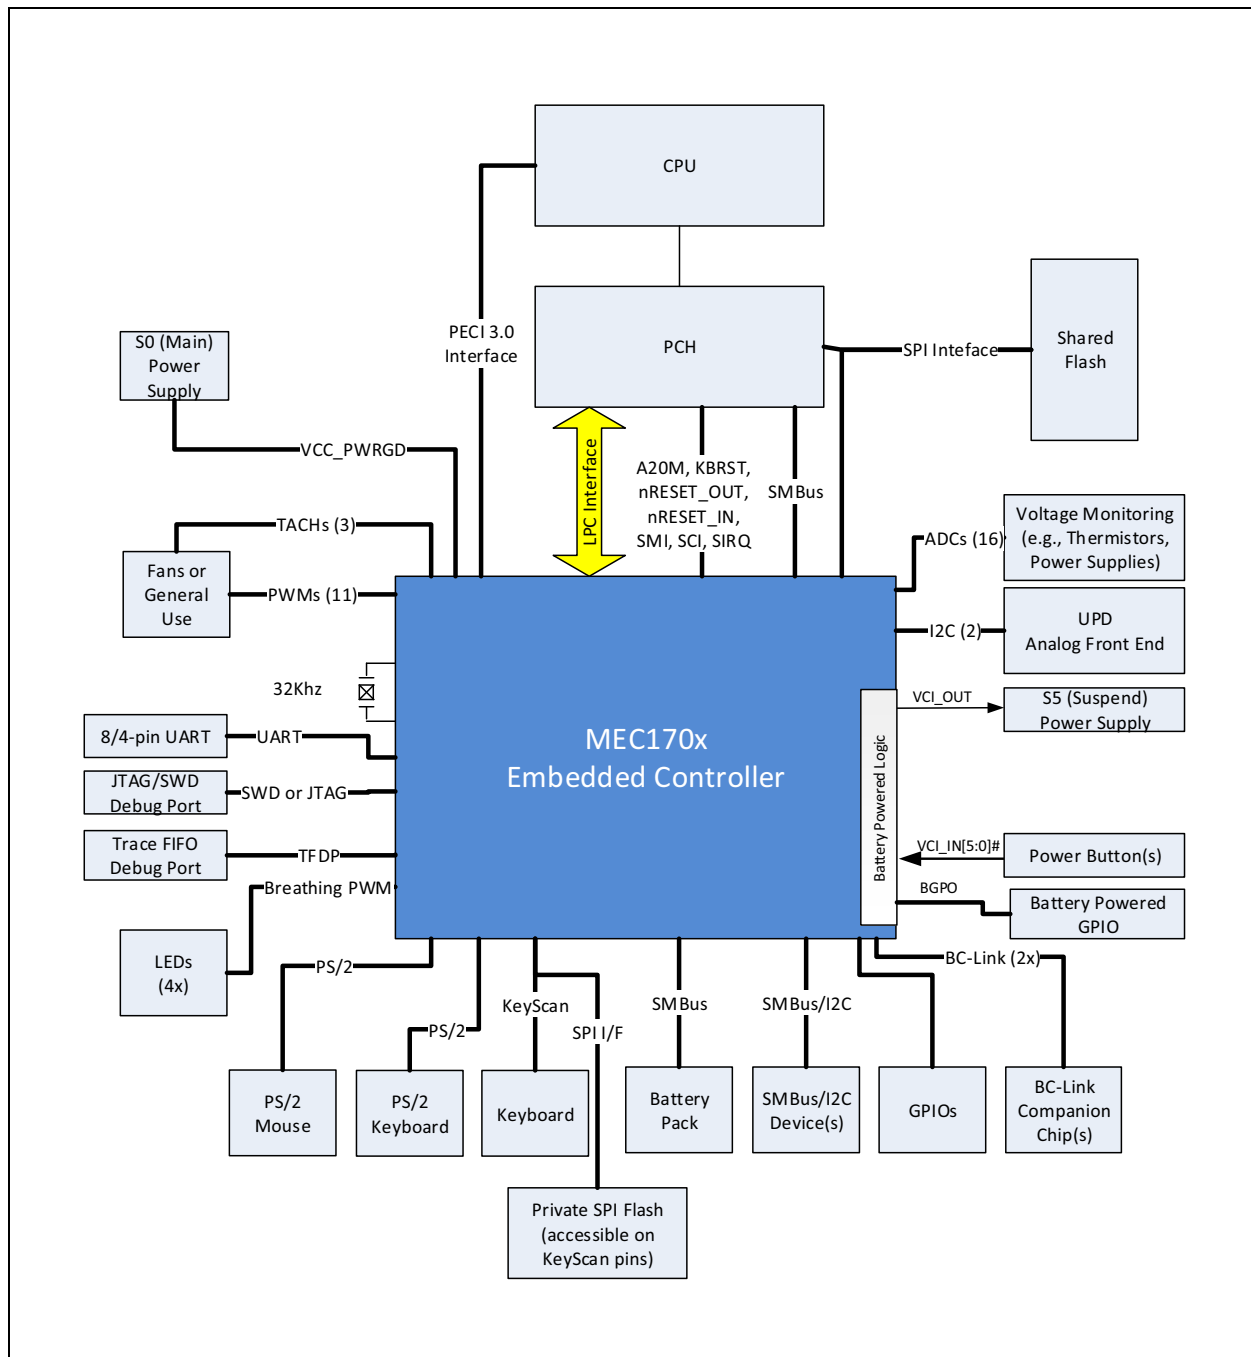 CPU
PECI 3.0
Interface
PCH
SPI Inteface
Shared
Flash
S0 (Main)
Power
Supply
VCC_PWRGD
LPC Interface
A20M, KBRST,
nRESET_OUT,
nRESET_IN,
SMI, SCI, SIRQ
SMBus
TACHs (3)
Fans or
General
Use
PWMs (11)
ADCs (16)
Voltage Monitoring
(e.g., Thermistors,
Power Supplies)
I2C (2)
UPD
Analog Front End
32Khz
VCI_OUT
S5 (Suspend)
Power Supply
8/4-pin UART
UART
MEC170x
Embedded Controller
Battery Powered Logic
JTAG/SWD
Debug Port
SWD or JTAG
Trace FIFO
Debug Port
TFDP
VCI_IN[5:0]#
Power Button(s)
Breathing PWM
BGPO
Battery Powered
GPIO
LEDs
(4x)
PS/2
BC-Link (2x)
PS/2
KeyScan
SPI I/F
SMBus
SMBus/I2C
PS/2
Mouse
PS/2
Keyboard
Keyboard
Battery
Pack
SMBus/I2C
Device(s)
GPIOs
BC-Link
Companion
Chip(s)
Private SPI Flash
(accessible on
KeyScan pins)